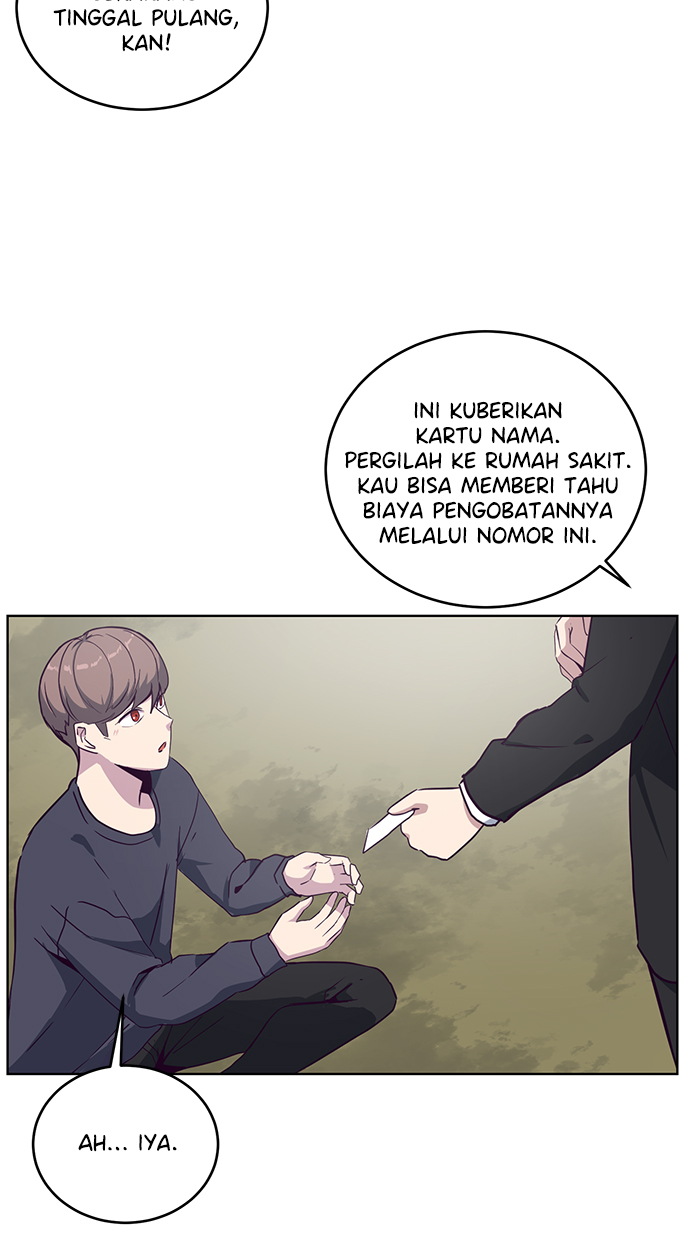 TINGGAL PULANG,
KAN!
INI KUBERIKAN
KARTU NAMA.
PERGILAH KE RUMAH SAKIT.
KAU BISA MEMBERI TAHU
BIAYA PENGOBATANNYA
MELALUI NOMOR INI.
AH... IYA.